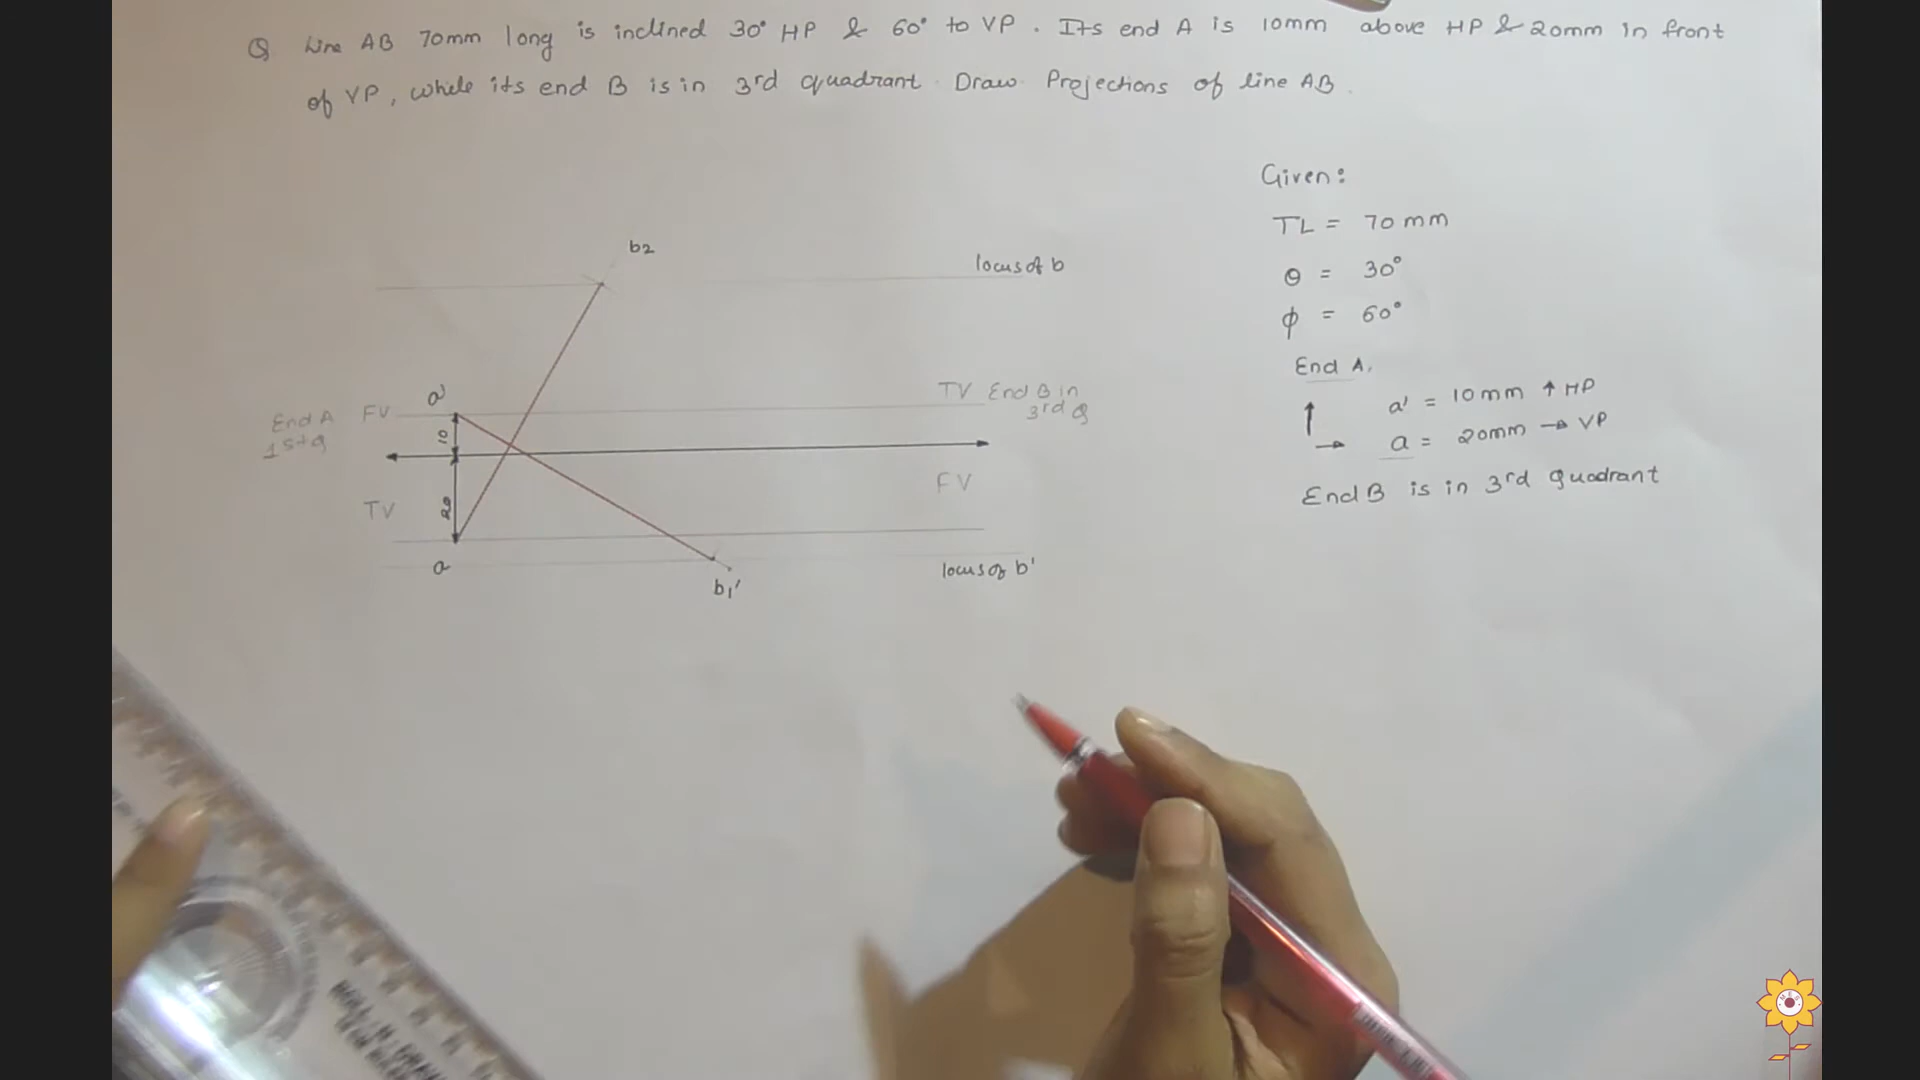 Q Line AB 70mm long is inclined 30° HP & 60° to VP. Its end A is 10mm above HP & 20mm in front
of VP, while its end B is in 3rd quadrant. Draw Projections of line AB.
Given:
TL = 70 mm
θ = 30°
ϕ = 60°
End A.
a' = 10mm ↑ HP
a = 20mm → VP
End B is in 3rd quadrant
b2
locus of b
End A
1st q
FV
a'
TV End B in
3rd Q
10
TV
20
FV
a
b1'
locus of b'